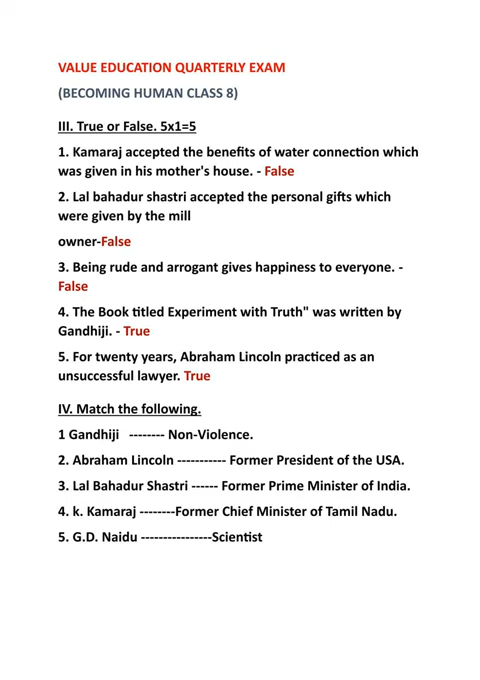 VALUE EDUCATION QUARTERLY EXAM
(BECOMING HUMAN CLASS 8)
III. True or False. 5x1=5
1. Kamaraj accepted the benefits of water connection which
was given in his mother's house. - False
2. Lal bahadur shastri accepted the personal gifts which
were given by the mill
owner-False
3. Being rude and arrogant gives happiness to everyone. -
False
4. The Book titled Experiment with Truth" was written by
Gandhiji. - True
5. For twenty years, Abraham Lincoln practiced as an
unsuccessful lawyer. True
IV. Match the following.
1 Gandhiji -------- Non-Violence.
2. Abraham Lincoln ----------- Former President of the USA.
3. Lal Bahadur Shastri ------ Former Prime Minister of India.
4. k. Kamaraj --------Former Chief Minister of Tamil Nadu.
5. G.D. Naidu ----------------Scientist